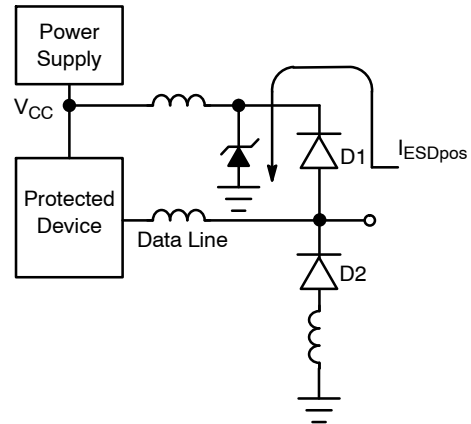 Power
Supply
V_CC
D1
I_ESDpos
Protected
Device
Data Line
D2